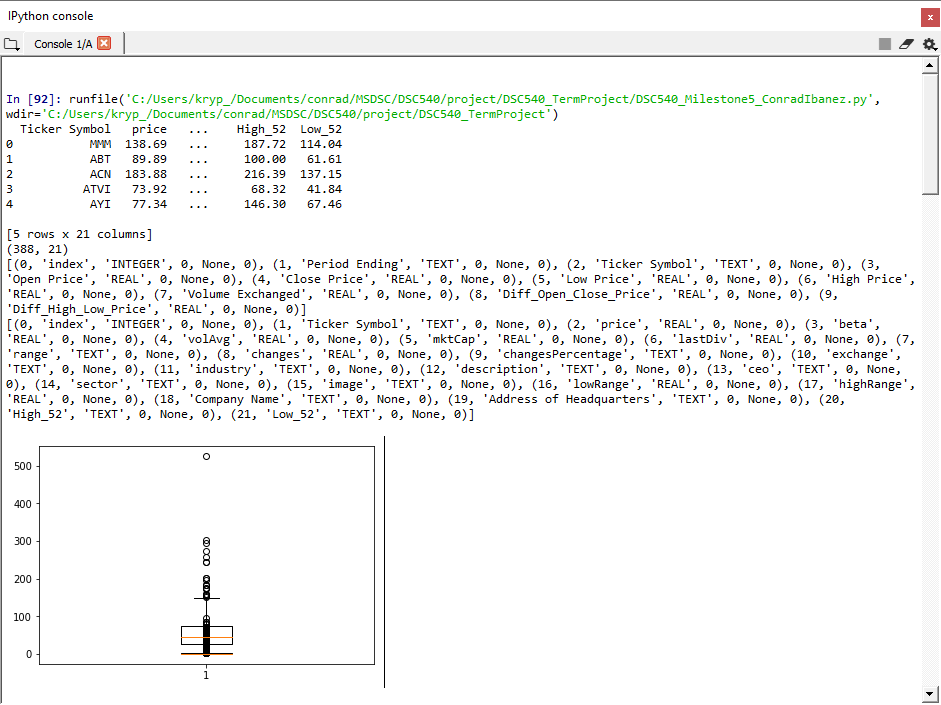 IPython console
x
Console 1/A
In [92]: runfile('C:/Users/kryp_/Documents/conrad/MSDSC/DSC540/project/DSC540_TermProject/DSC540_Milestone5_ConradIbanez.py',
wdir='C:/Users/kryp_/Documents/conrad/MSDSC/DSC540/project/DSC540_TermProject')
  Ticker Symbol   price   ...    High_52  Low_52
0           MMM  138.69   ...     187.72  114.04
1           ABT   89.89   ...     100.00   61.61
2           ACN  183.88   ...     216.39  137.15
3          ATVI   73.92   ...      68.32   41.84
4           AYI   77.34   ...     146.30   67.46
[5 rows x 21 columns]
(388, 21)
[(0, 'index', 'INTEGER', 0, None, 0), (1, 'Period Ending', 'TEXT', 0, None, 0), (2, 'Ticker Symbol', 'TEXT', 0, None, 0), (3,
'Open Price', 'REAL', 0, None, 0), (4, 'Close Price', 'REAL', 0, None, 0), (5, 'Low Price', 'REAL', 0, None, 0), (6, 'High Price',
'REAL', 0, None, 0), (7, 'Volume Exchanged', 'REAL', 0, None, 0), (8, 'Diff_Open_Close_Price', 'REAL', 0, None, 0), (9,
'Diff_High_Low_Price', 'REAL', 0, None, 0)]
[(0, 'index', 'INTEGER', 0, None, 0), (1, 'Ticker Symbol', 'TEXT', 0, None, 0), (2, 'price', 'REAL', 0, None, 0), (3, 'beta',
'REAL', 0, None, 0), (4, 'volAvg', 'REAL', 0, None, 0), (5, 'mktCap', 'REAL', 0, None, 0), (6, 'lastDiv', 'REAL', 0, None, 0), (7,
'range', 'TEXT', 0, None, 0), (8, 'changes', 'REAL', 0, None, 0), (9, 'changesPercentage', 'TEXT', 0, None, 0), (10, 'exchange',
'TEXT', 0, None, 0), (11, 'industry', 'TEXT', 0, None, 0), (12, 'description', 'TEXT', 0, None, 0), (13, 'ceo', 'TEXT', 0, None,
0), (14, 'sector', 'TEXT', 0, None, 0), (15, 'image', 'TEXT', 0, None, 0), (16, 'lowRange', 'REAL', 0, None, 0), (17, 'highRange',
'REAL', 0, None, 0), (18, 'Company Name', 'TEXT', 0, None, 0), (19, 'Address of Headquarters', 'TEXT', 0, None, 0), (20,
'High_52', 'TEXT', 0, None, 0), (21, 'Low_52', 'TEXT', 0, None, 0)]
500
400
300
200
100
0
1